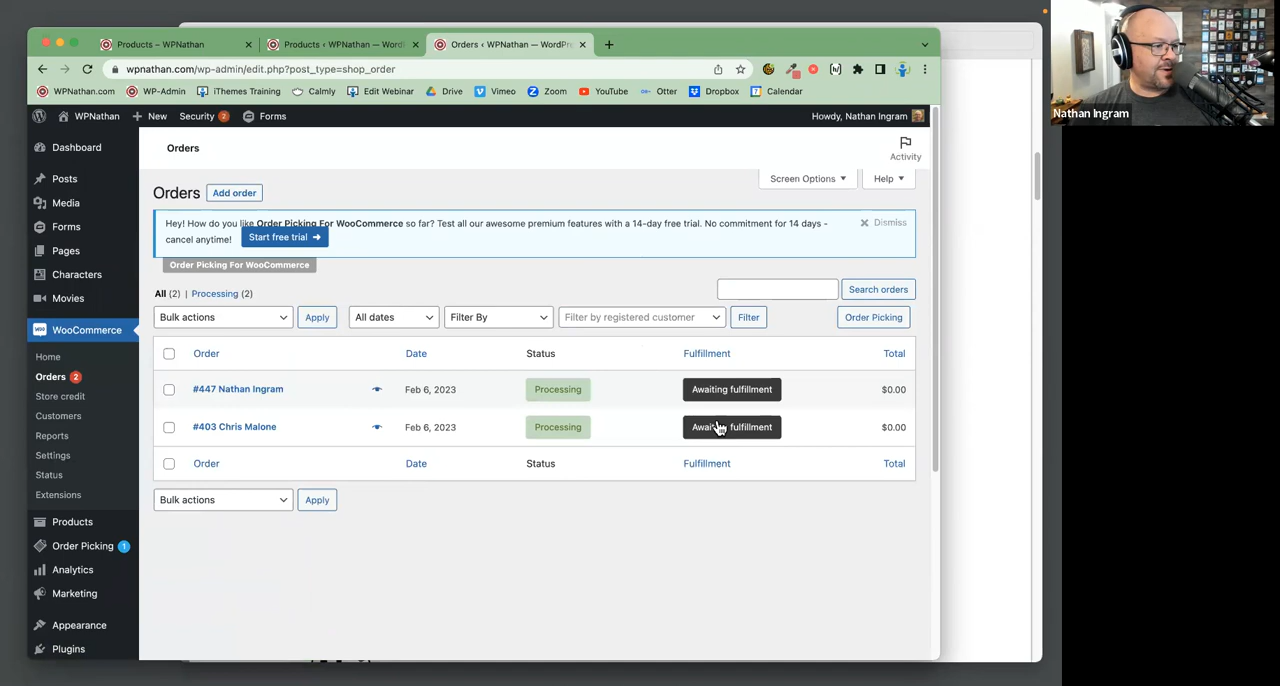 Products – WPNathan
Products ‹ WPNathan — WordP
Orders ‹ WPNathan — WordPr
wpnathan.com/wp-admin/edit.php?post_type=shop_order
WPNathan.com
WP-Admin
iThemes Training
Calmly
Edit Webinar
Drive
Vimeo
Zoom
YouTube
Otter
Dropbox
Calendar
Nathan Ingram
WPNathan
New
Security 2
Forms
Howdy, Nathan Ingram
Dashboard
Posts
Media
Forms
Pages
Characters
Movies
WooCommerce
Home
Orders 2
Store credit
Customers
Reports
Settings
Status
Extensions
Products
Order Picking 1
Analytics
Marketing
Appearance
Plugins
Orders
Activity
Screen Options
Help
Orders
Add order
Hey! How do you like Order Picking For WooCommerce so far? Test all our awesome premium features with a 14-day free trial. No commitment for 14 days -
cancel anytime! Start free trial ➜
Dismiss
Order Picking For WooCommerce
All (2) | Processing (2)
Search orders
Bulk actions
Apply
All dates
Filter By
Filter by registered customer
Filter
Order Picking
Order Date Status Fulfillment Total
#447 Nathan Ingram Feb 6, 2023 Processing Awaiting fulfillment $0.00
#403 Chris Malone Feb 6, 2023 Processing fulfillment $0.00
Order Date Status Fulfillment Total
Bulk actions
Apply